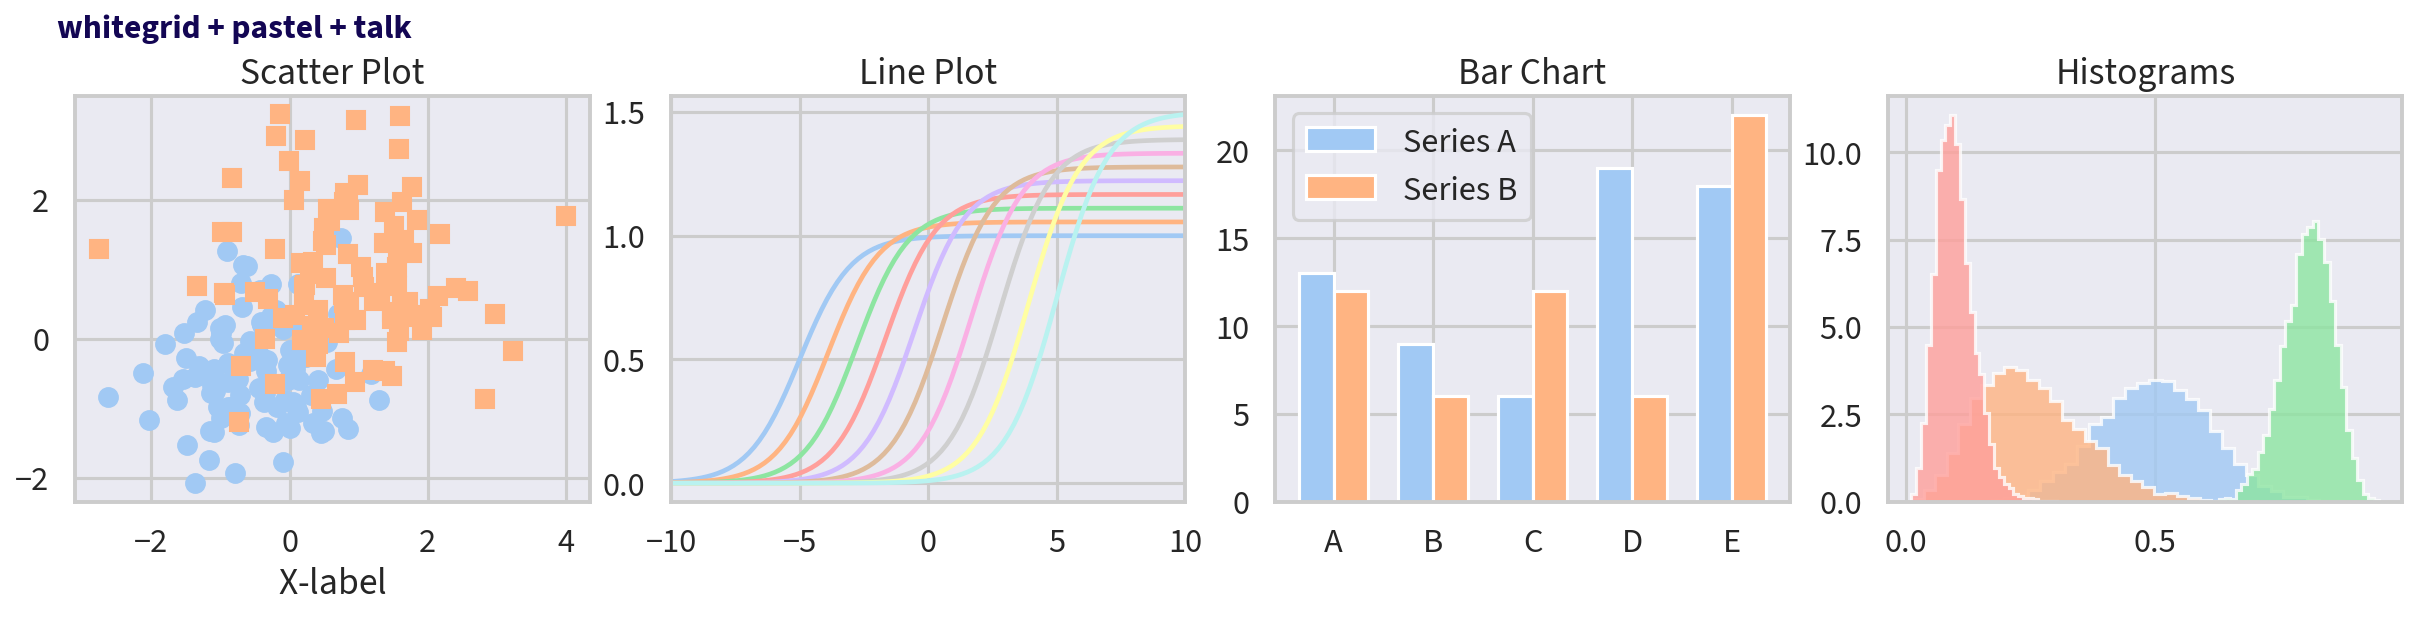 whitegrid + pastel + talk
Scatter Plot
2
0
−2
−2 0 2 4
X-label
Line Plot
1.5
1.0
0.5
0.0
−10 −5 0 5 10
Bar Chart
Series A
Series B
20
15
10
5
0
A B C D E
Histograms
10.0
7.5
5.0
2.5
0.0
0.0 0.5